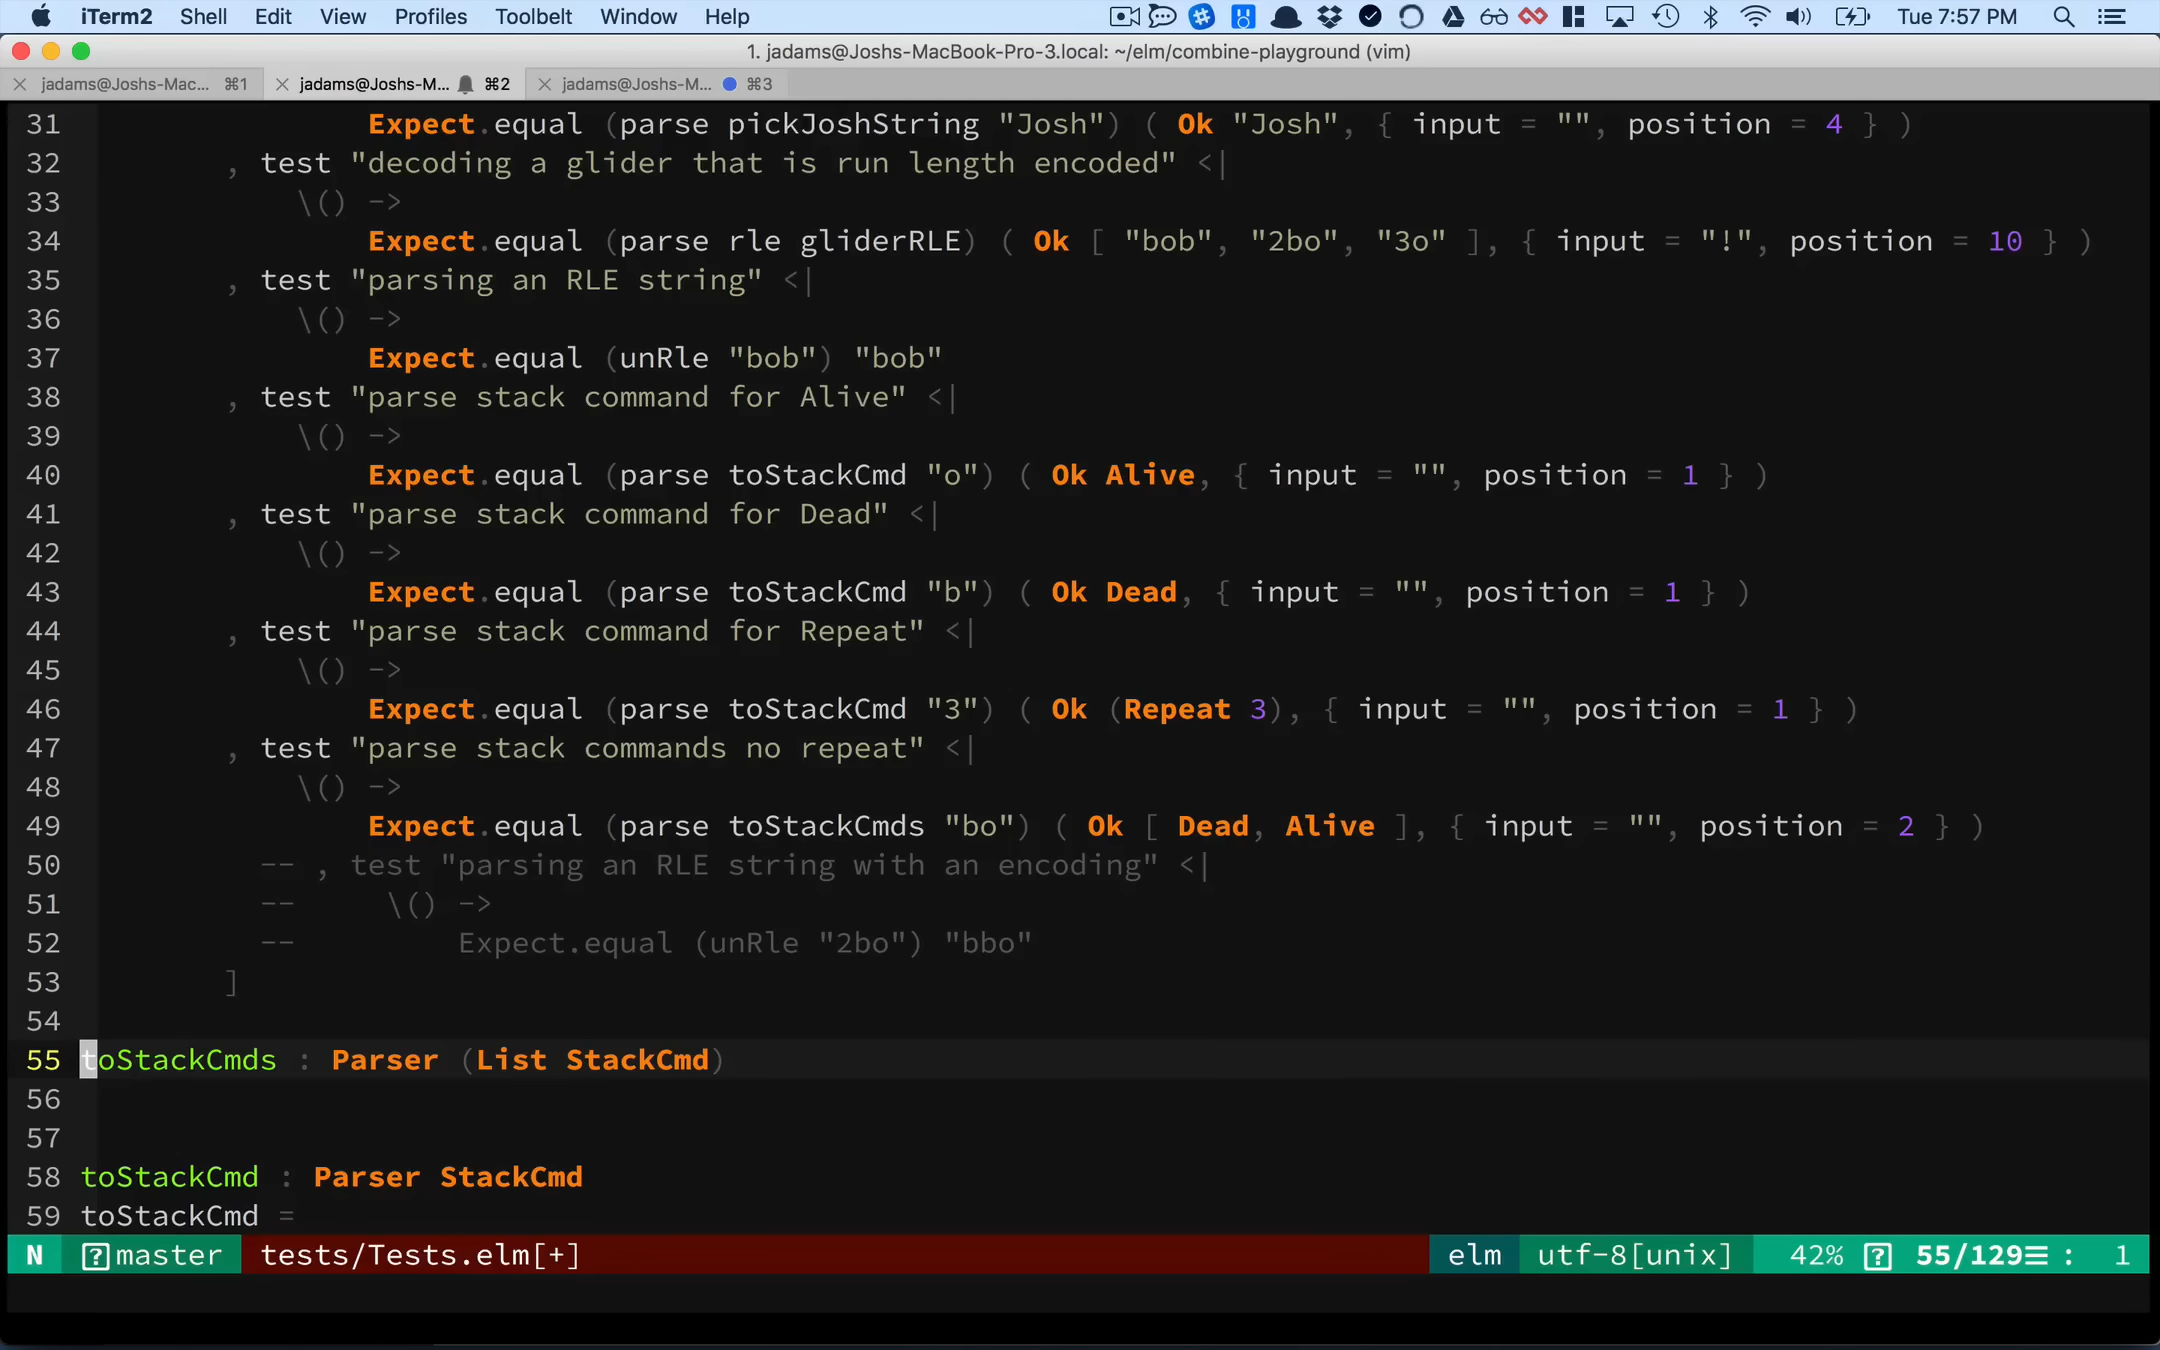 iTerm2 Shell Edit View Profiles Toolbelt Window Help Tue 7:57 PM
1. jadams@Joshs-MacBook-Pro-3.local: ~/elm/combine-playground (vim)
jadams@Joshs-Mac... ⌘1 jadams@Joshs-M... ⌘2 jadams@Joshs-M... ⌘3
31 Expect.equal (parse pickJoshString "Josh") ( Ok "Josh", { input = "", position = 4 } )
32 , test "decoding a glider that is run length encoded" <|
33 \() ->
34 Expect.equal (parse rle gliderRLE) ( Ok [ "bob", "2bo", "3o" ], { input = "!", position = 10 } )
35 , test "parsing an RLE string" <|
36 \() ->
37 Expect.equal (unRle "bob") "bob"
38 , test "parse stack command for Alive" <|
39 \() ->
40 Expect.equal (parse toStackCmd "o") ( Ok Alive, { input = "", position = 1 } )
41 , test "parse stack command for Dead" <|
42 \() ->
43 Expect.equal (parse toStackCmd "b") ( Ok Dead, { input = "", position = 1 } )
44 , test "parse stack command for Repeat" <|
45 \() ->
46 Expect.equal (parse toStackCmd "3") ( Ok (Repeat 3), { input = "", position = 1 } )
47 , test "parse stack commands no repeat" <|
48 \() ->
49 Expect.equal (parse toStackCmds "bo") ( Ok [ Dead, Alive ], { input = "", position = 2 } )
50 -- , test "parsing an RLE string with an encoding" <|
51 -- \() ->
52 -- Expect.equal (unRle "2bo") "bbo"
53 ]
54
55 toStackCmds : Parser (List StackCmd)
56
57
58 toStackCmd : Parser StackCmd
59 toStackCmd =
N [?]master tests/Tests.elm[+] elm utf-8[unix] 42% [?] 55/129☰ : 1